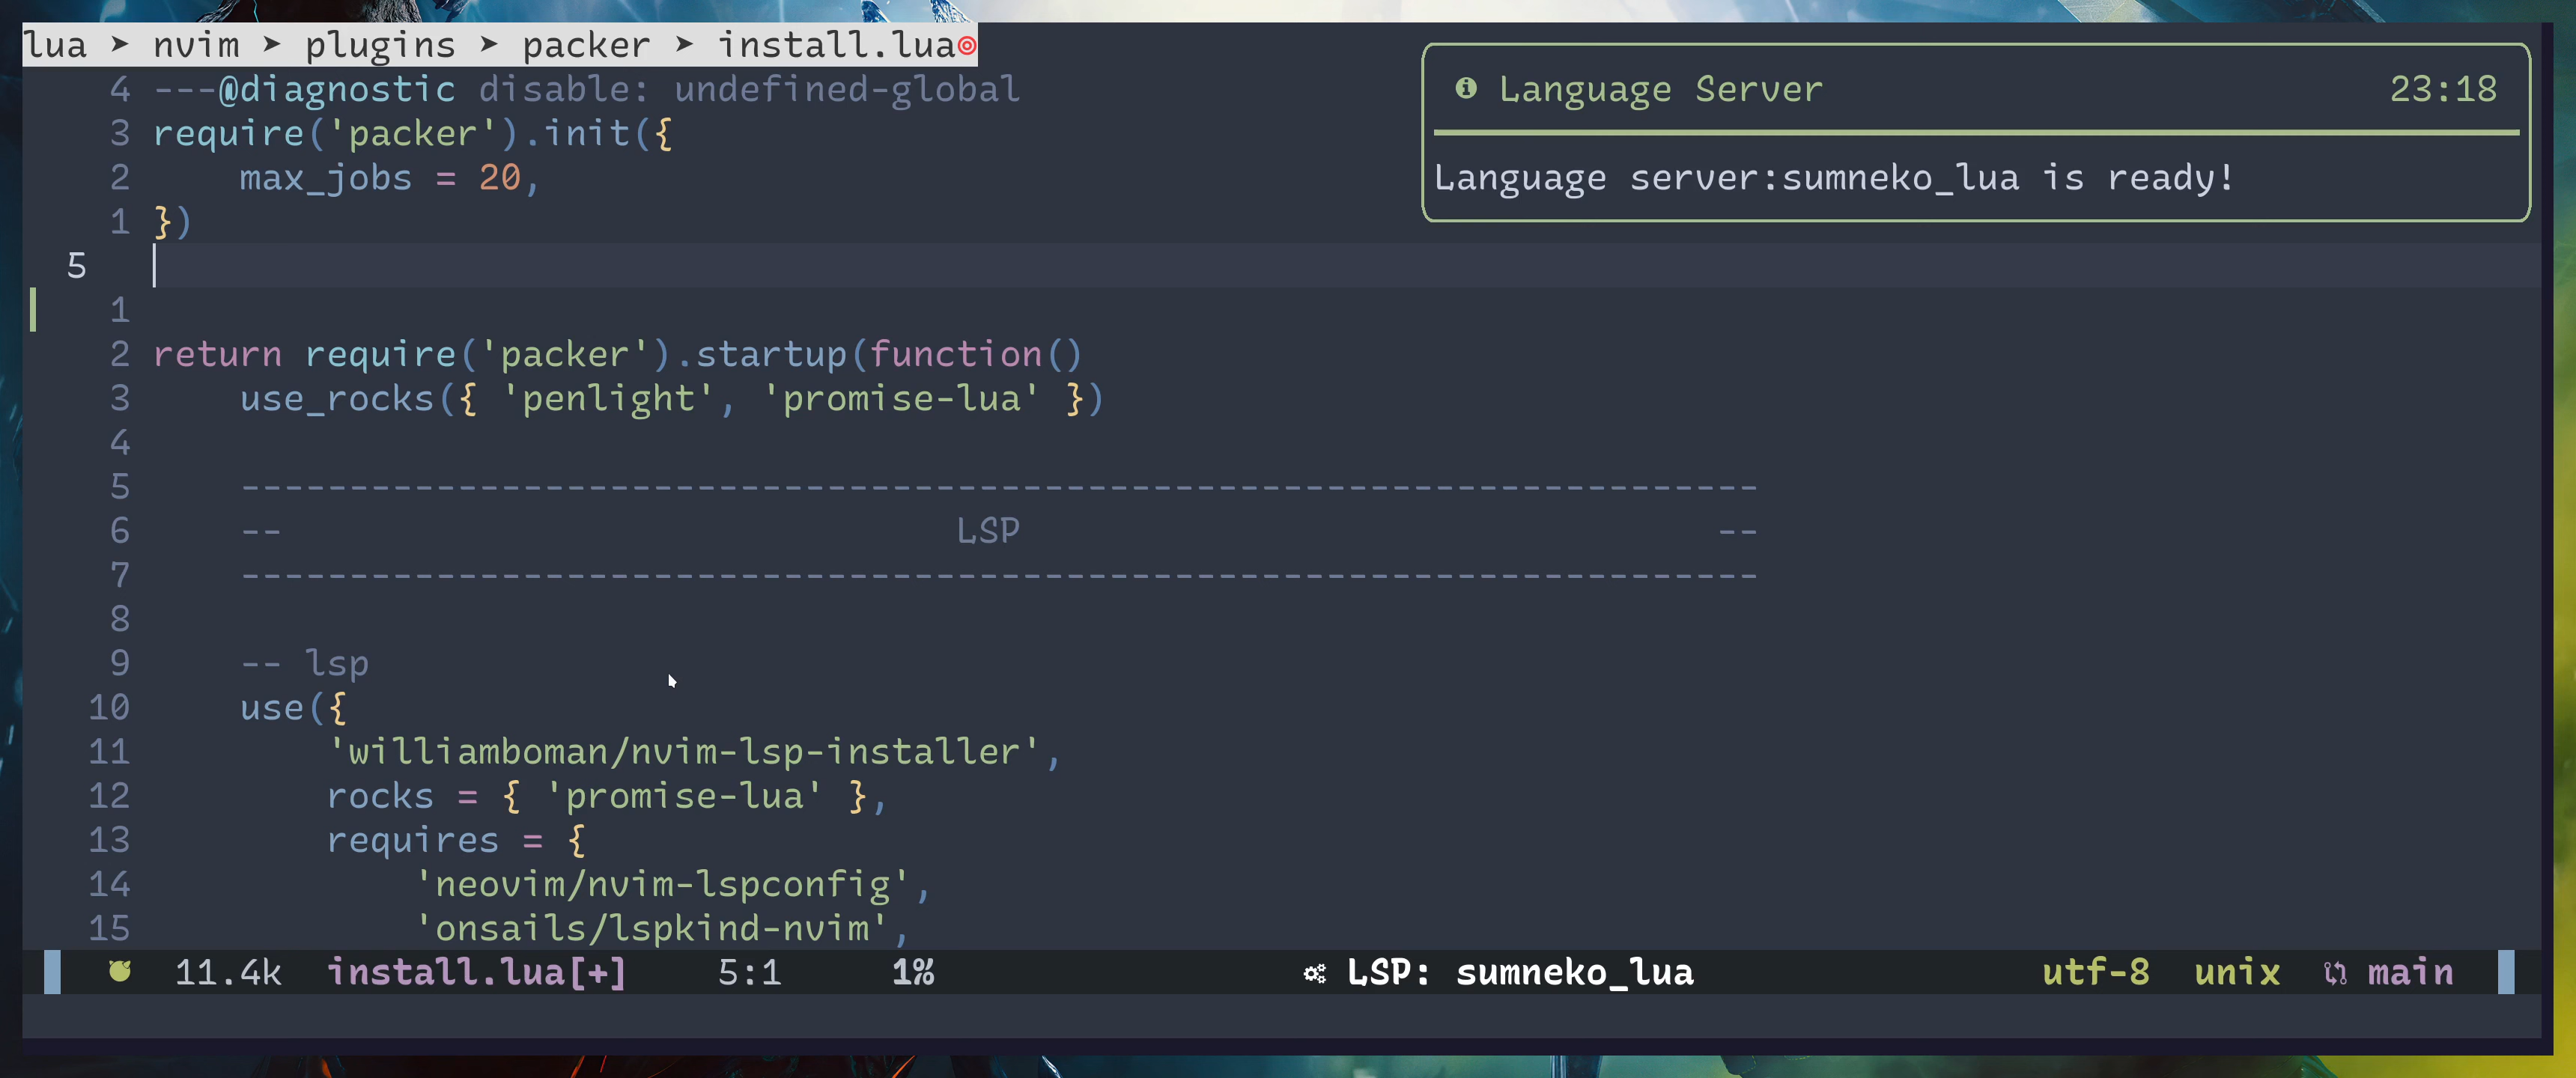 lua ➤ nvim ➤ plugins ➤ packer ➤ install.lua
Language Server 23:18
Language server:sumneko_lua is ready!
4 ---@diagnostic disable: undefined-global
3 require('packer').init({
2     max_jobs = 20,
1 })
5
1
2 return require('packer').startup(function()
3     use_rocks({ 'penlight', 'promise-lua' })
4
5     ----------------------------------------------------------------------
6     --                               LSP                                --
7     ----------------------------------------------------------------------
8
9     -- lsp
10     use({
11         'williamboman/nvim-lsp-installer',
12         rocks = { 'promise-lua' },
13         requires = {
14             'neovim/nvim-lspconfig',
15             'onsails/lspkind-nvim',
11.4k install.lua[+] 5:1 1% LSP: sumneko_lua utf-8 unix main